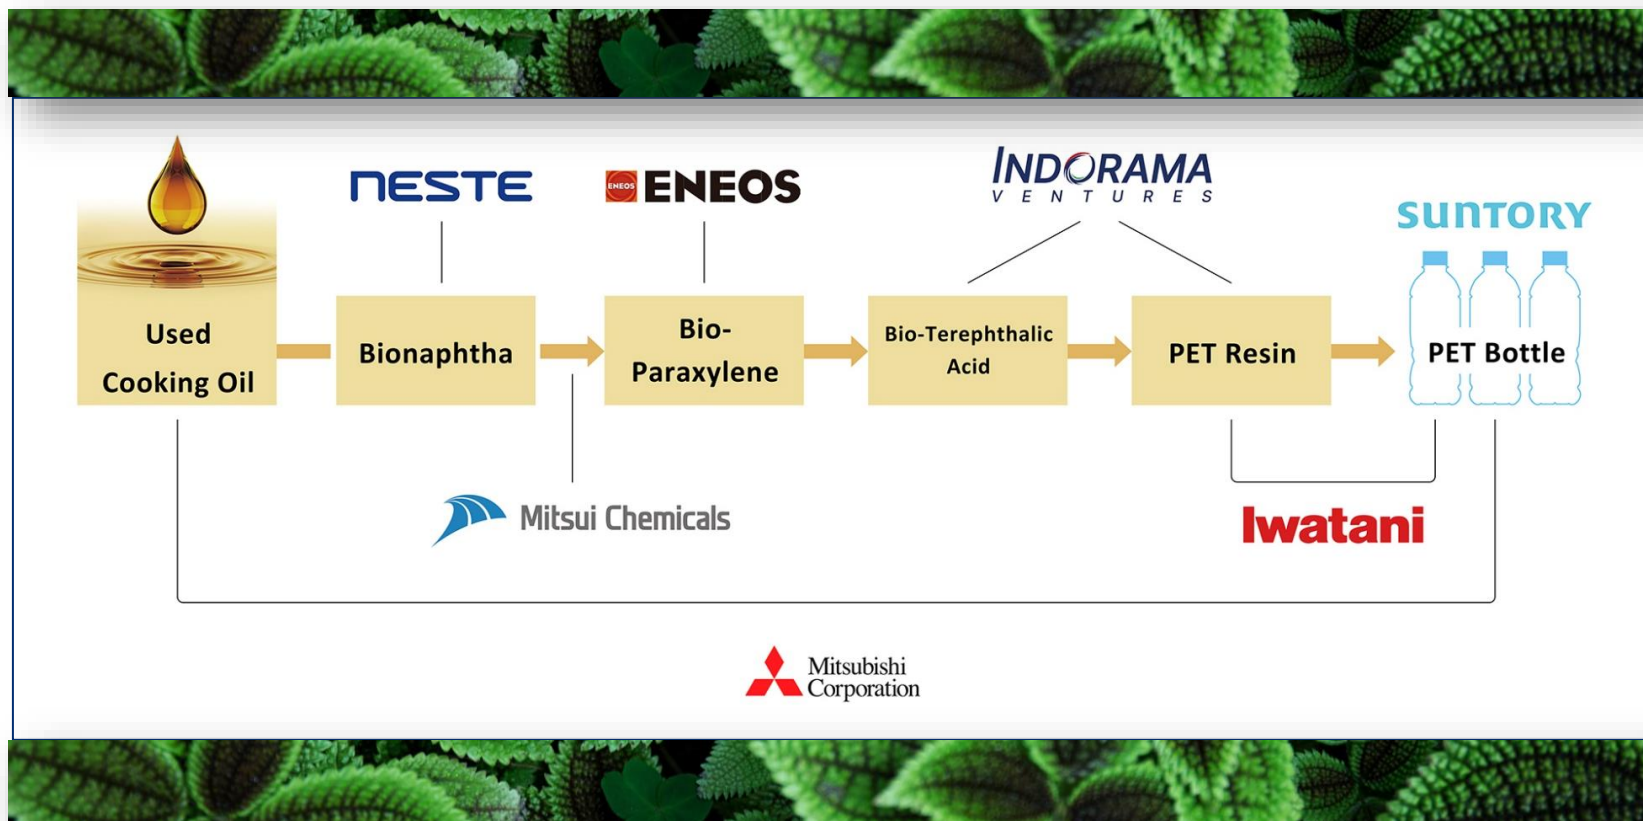 NESTE
ENEOS
ENEOS
INDORAMA
VENTURES
SUNTORY
Used
Cooking Oil
Bionaphtha
Bio-
Paraxylene
Bio-Terephthalic
Acid
PET Resin
PET Bottle
Mitsui Chemicals
Iwatani
Mitsubishi
Corporation